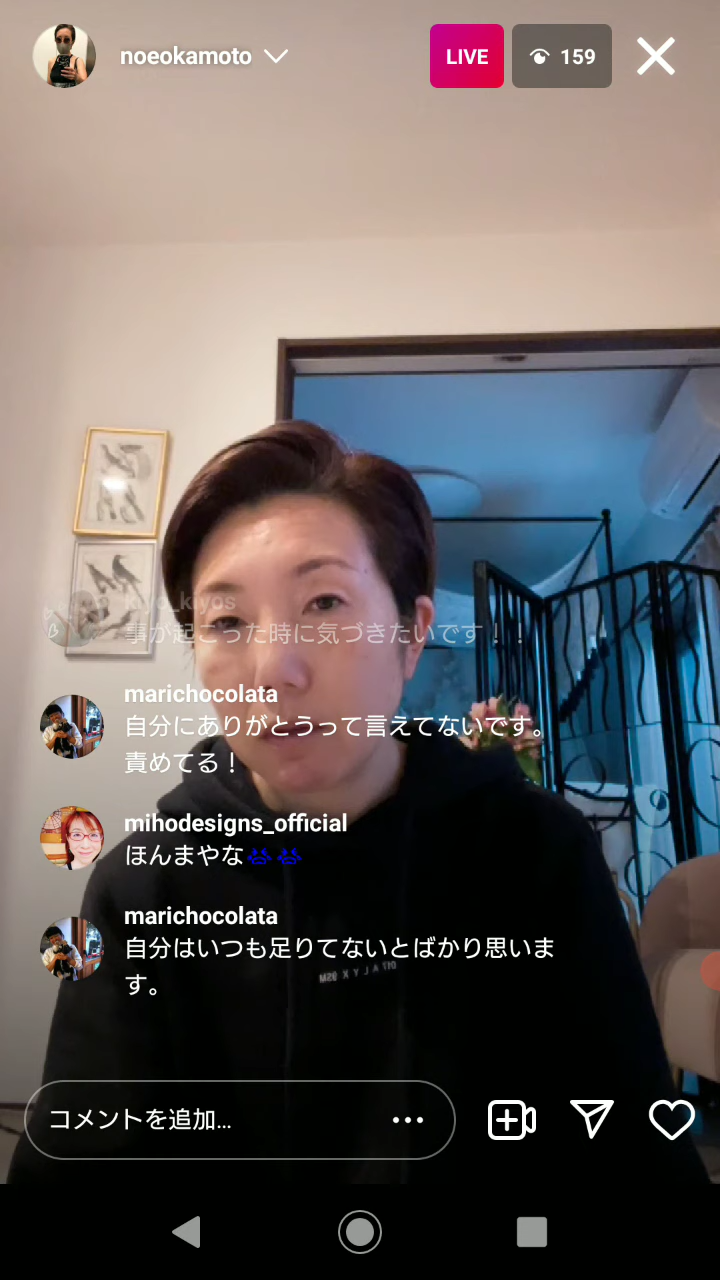 noeokamoto
LIVE
159
kiyo_kiyos
事が起こった時に気づきたいです！！
marichocolata
自分にありがとうって言えてないです。
責めてる！
mihodesigns_official
ほんまやな💢💢
marichocolata
自分はいつも足りてないとばかり思いま
す。
コメントを追加...